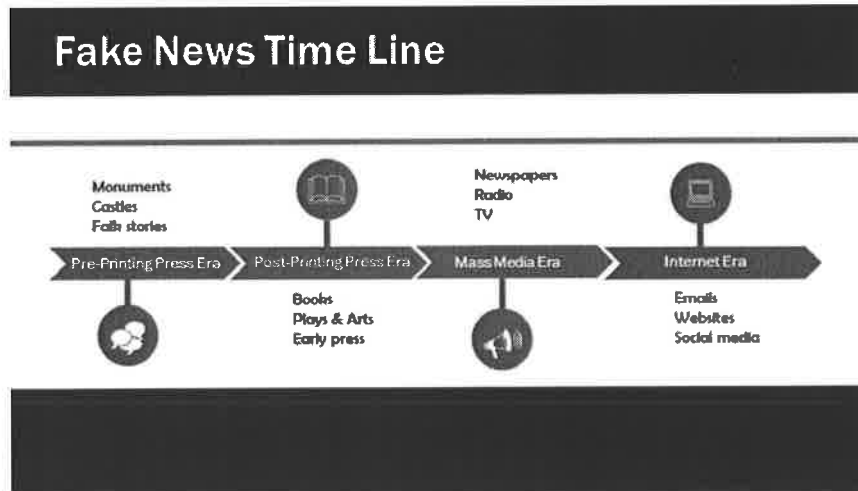 Fake News Time Line
Monuments
Castles
Falk stories
Newspapers
Radio
TV
Pre-Printing Press Era
Post-Printing Press Era
Mass Media Era
Internet Era
Books
Plays & Arts
Early press
Emails
Websites
Social media